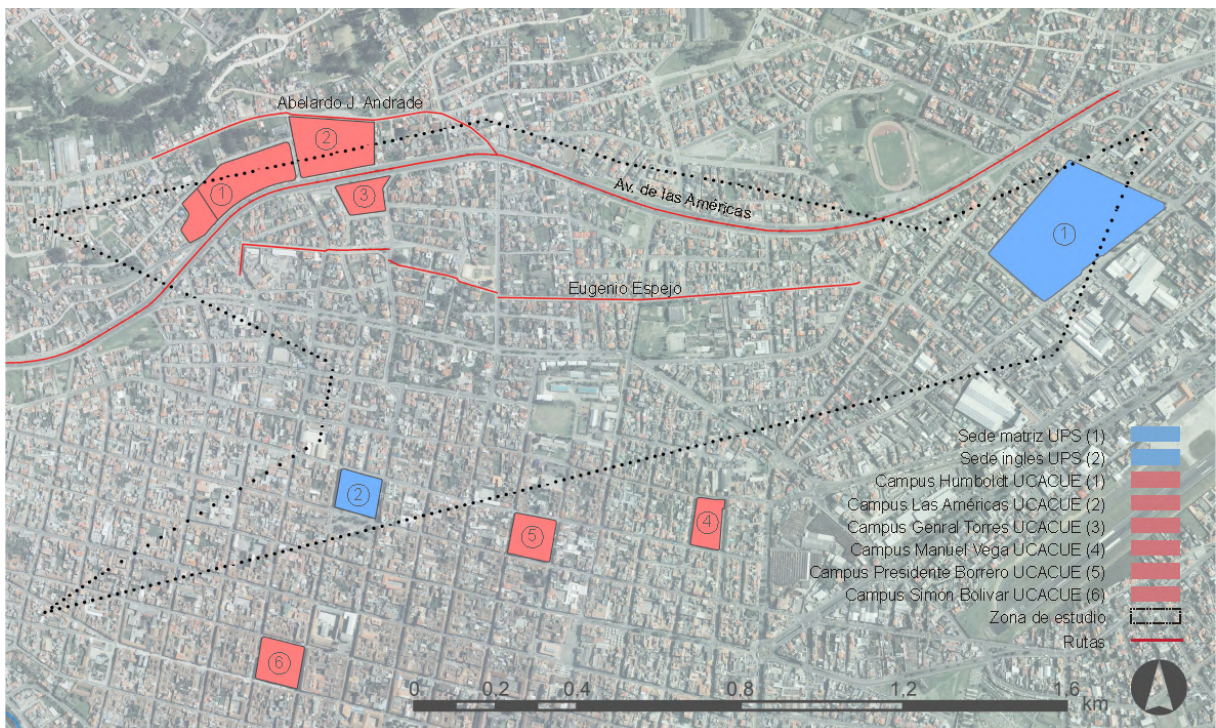 Abelardo J. Andrade
2
1
3
Av. de las Américas
1
Eugenio Espejo
2
5
4
6
Sede matriz UPS (1)
Sede ingles UPS (2)
Campus Humboldt UCACUE (1)
Campus Las Américas UCACUE (2)
Campus Genral Torres UCACUE (3)
Campus Manuel Vega UCACUE (4)
Campus Presidente Borrero UCACUE (5)
Campus Simón Bolivar UCACUE (6)
Zona de estudio
Rutas
0 0,2 0,4 0,8 1,2 1,6
km